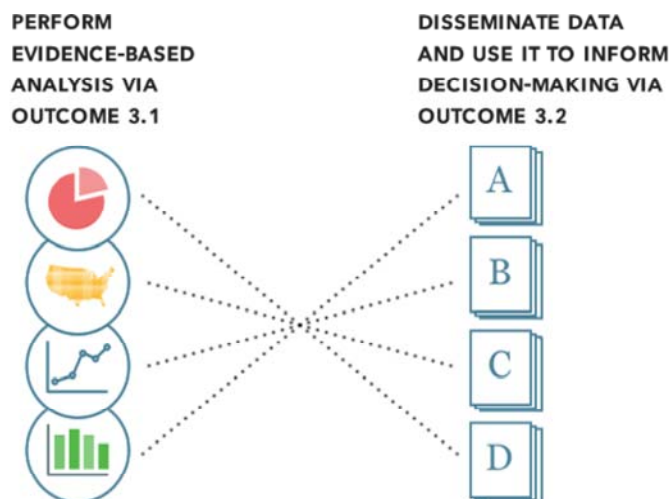 PERFORM
EVIDENCE-BASED
ANALYSIS VIA
OUTCOME 3.1
DISSEMINATE DATA
AND USE IT TO INFORM
DECISION-MAKING VIA
OUTCOME 3.2
A
B
C
D